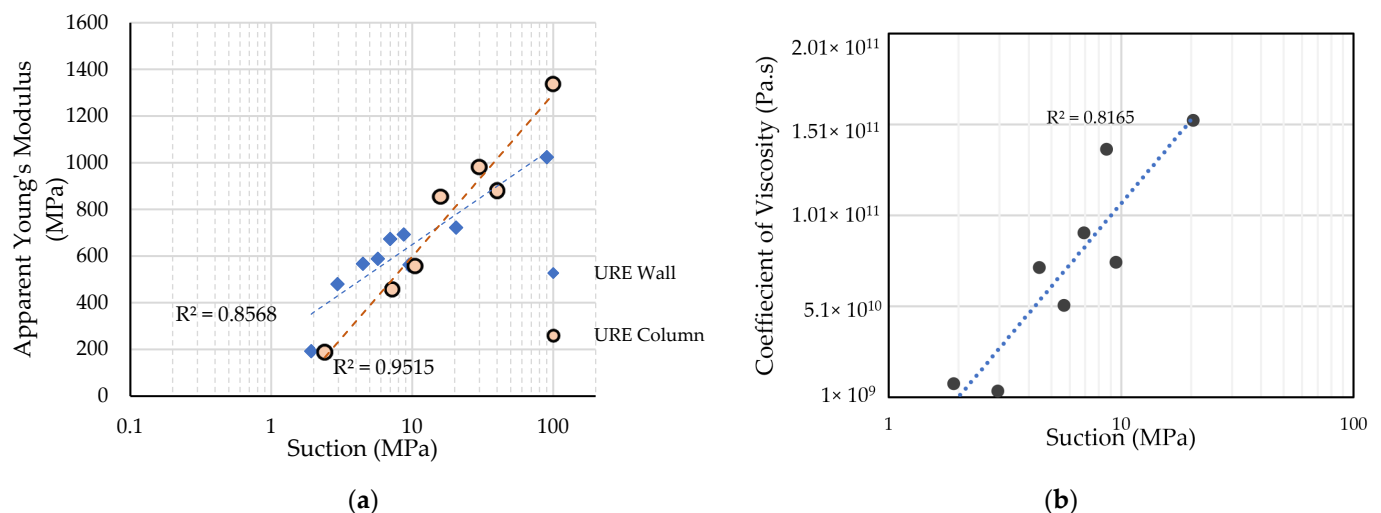 1600
1400
1200
1000
800
600
400
200
0
Apparent Young's Modulus
(MPa)
R² = 0.8568
R² = 0.9515
URE Wall
URE Column
0.1
1
10
100
Suction (MPa)
(a)
2.01× 10¹¹
1.51× 10¹¹
1.01× 10¹¹
5.1× 10¹⁰
1× 10⁹
Coeffiecient of Viscosity (Pa.s)
R² = 0.8165
1
10
100
Suction (MPa)
(b)